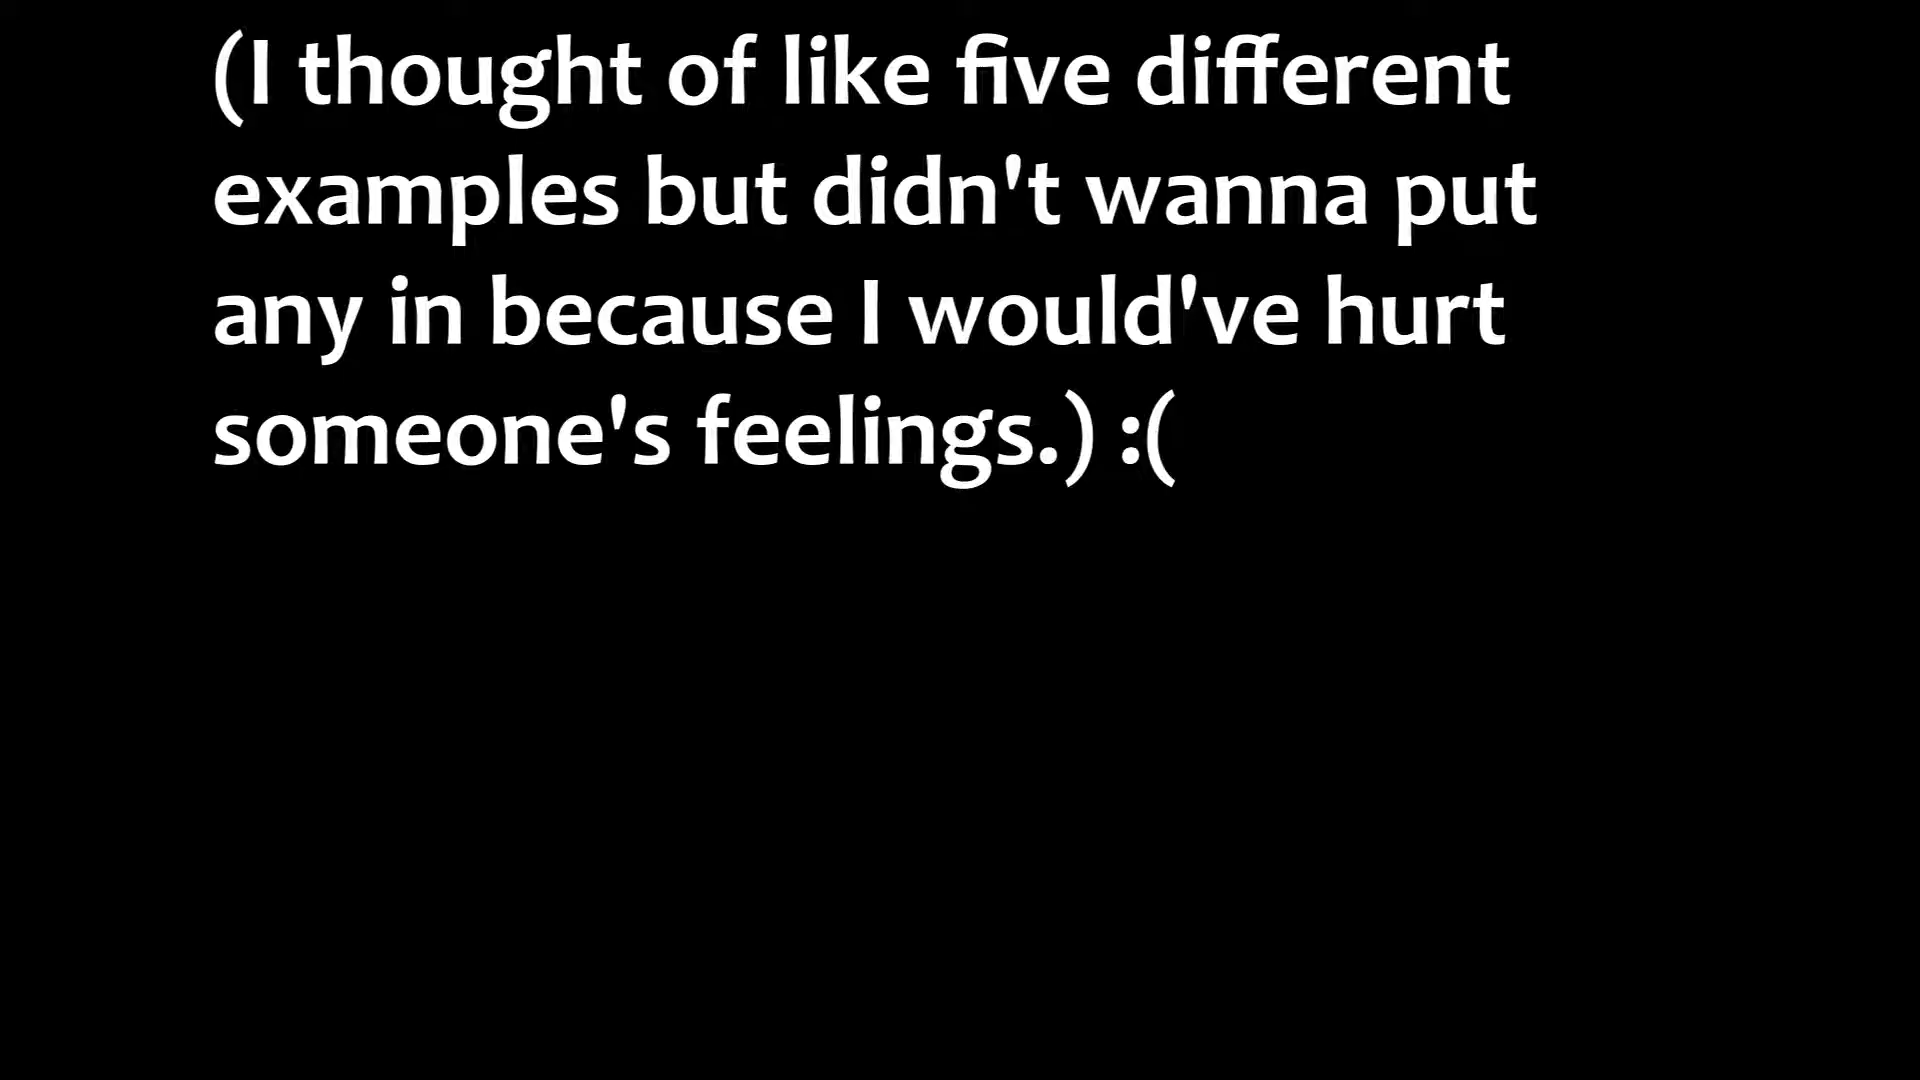 (I thought of like five different
examples but didn't wanna put
any in because I would've hurt
someone's feelings.) :(